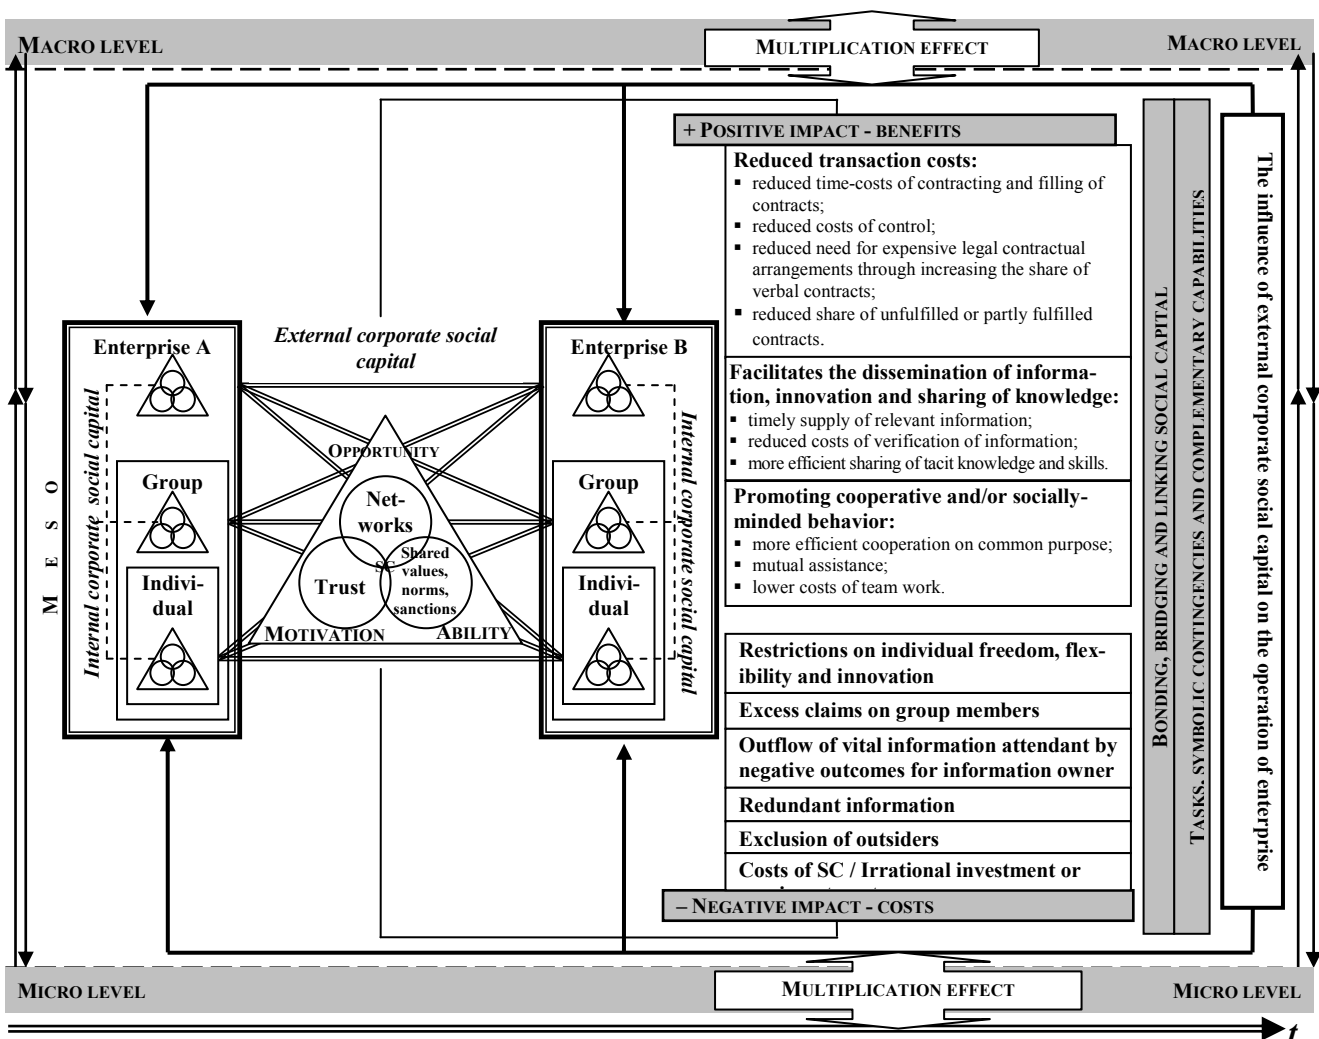 MACRO LEVEL
MULTIPLICATION EFFECT
MACRO LEVEL
+ POSITIVE IMPACT - BENEFITS
Reduced transaction costs:
▪ reduced time-costs of contracting and filling of
contracts;
▪ reduced costs of control;
▪ reduced need for expensive legal contractual
arrangements through increasing the share of
verbal contracts;
▪ reduced share of unfulfilled or partly fulfilled
contracts.
Facilitates the dissemination of informa-
tion, innovation and sharing of knowledge:
▪ timely supply of relevant information;
▪ reduced costs of verification of information;
▪ more efficient sharing of tacit knowledge and skills.
Promoting cooperative and/or socially-
minded behavior:
▪ more efficient cooperation on common purpose;
▪ mutual assistance;
▪ lower costs of team work.
Restrictions on individual freedom, flex-
ibility and innovation
Excess claims on group members
Outflow of vital information attendant by
negative outcomes for information owner
Redundant information
Exclusion of outsiders
Costs of SC / Irrational investment or
– NEGATIVE IMPACT - COSTS
MESO
Enterprise A
Internal corporate social capital
Group
Individi-
dual
External corporate social
capital
OPPORTUNITY
Net-
works
SC
Trust
Shared
values,
norms,
sanctions
MOTIVATION
ABILITY
Enterprise B
Group
Individi-
dual
Internal corporate social capital
BONDING, BRIDGING AND LINKING SOCIAL CAPITAL
TASKS, SYMBOLIC CONTINGENCIES AND COMPLEMENTARY CAPABILITIES
The influence of external corporate social capital on the operation of enterprise
MICRO LEVEL
MULTIPLICATION EFFECT
MICRO LEVEL
t